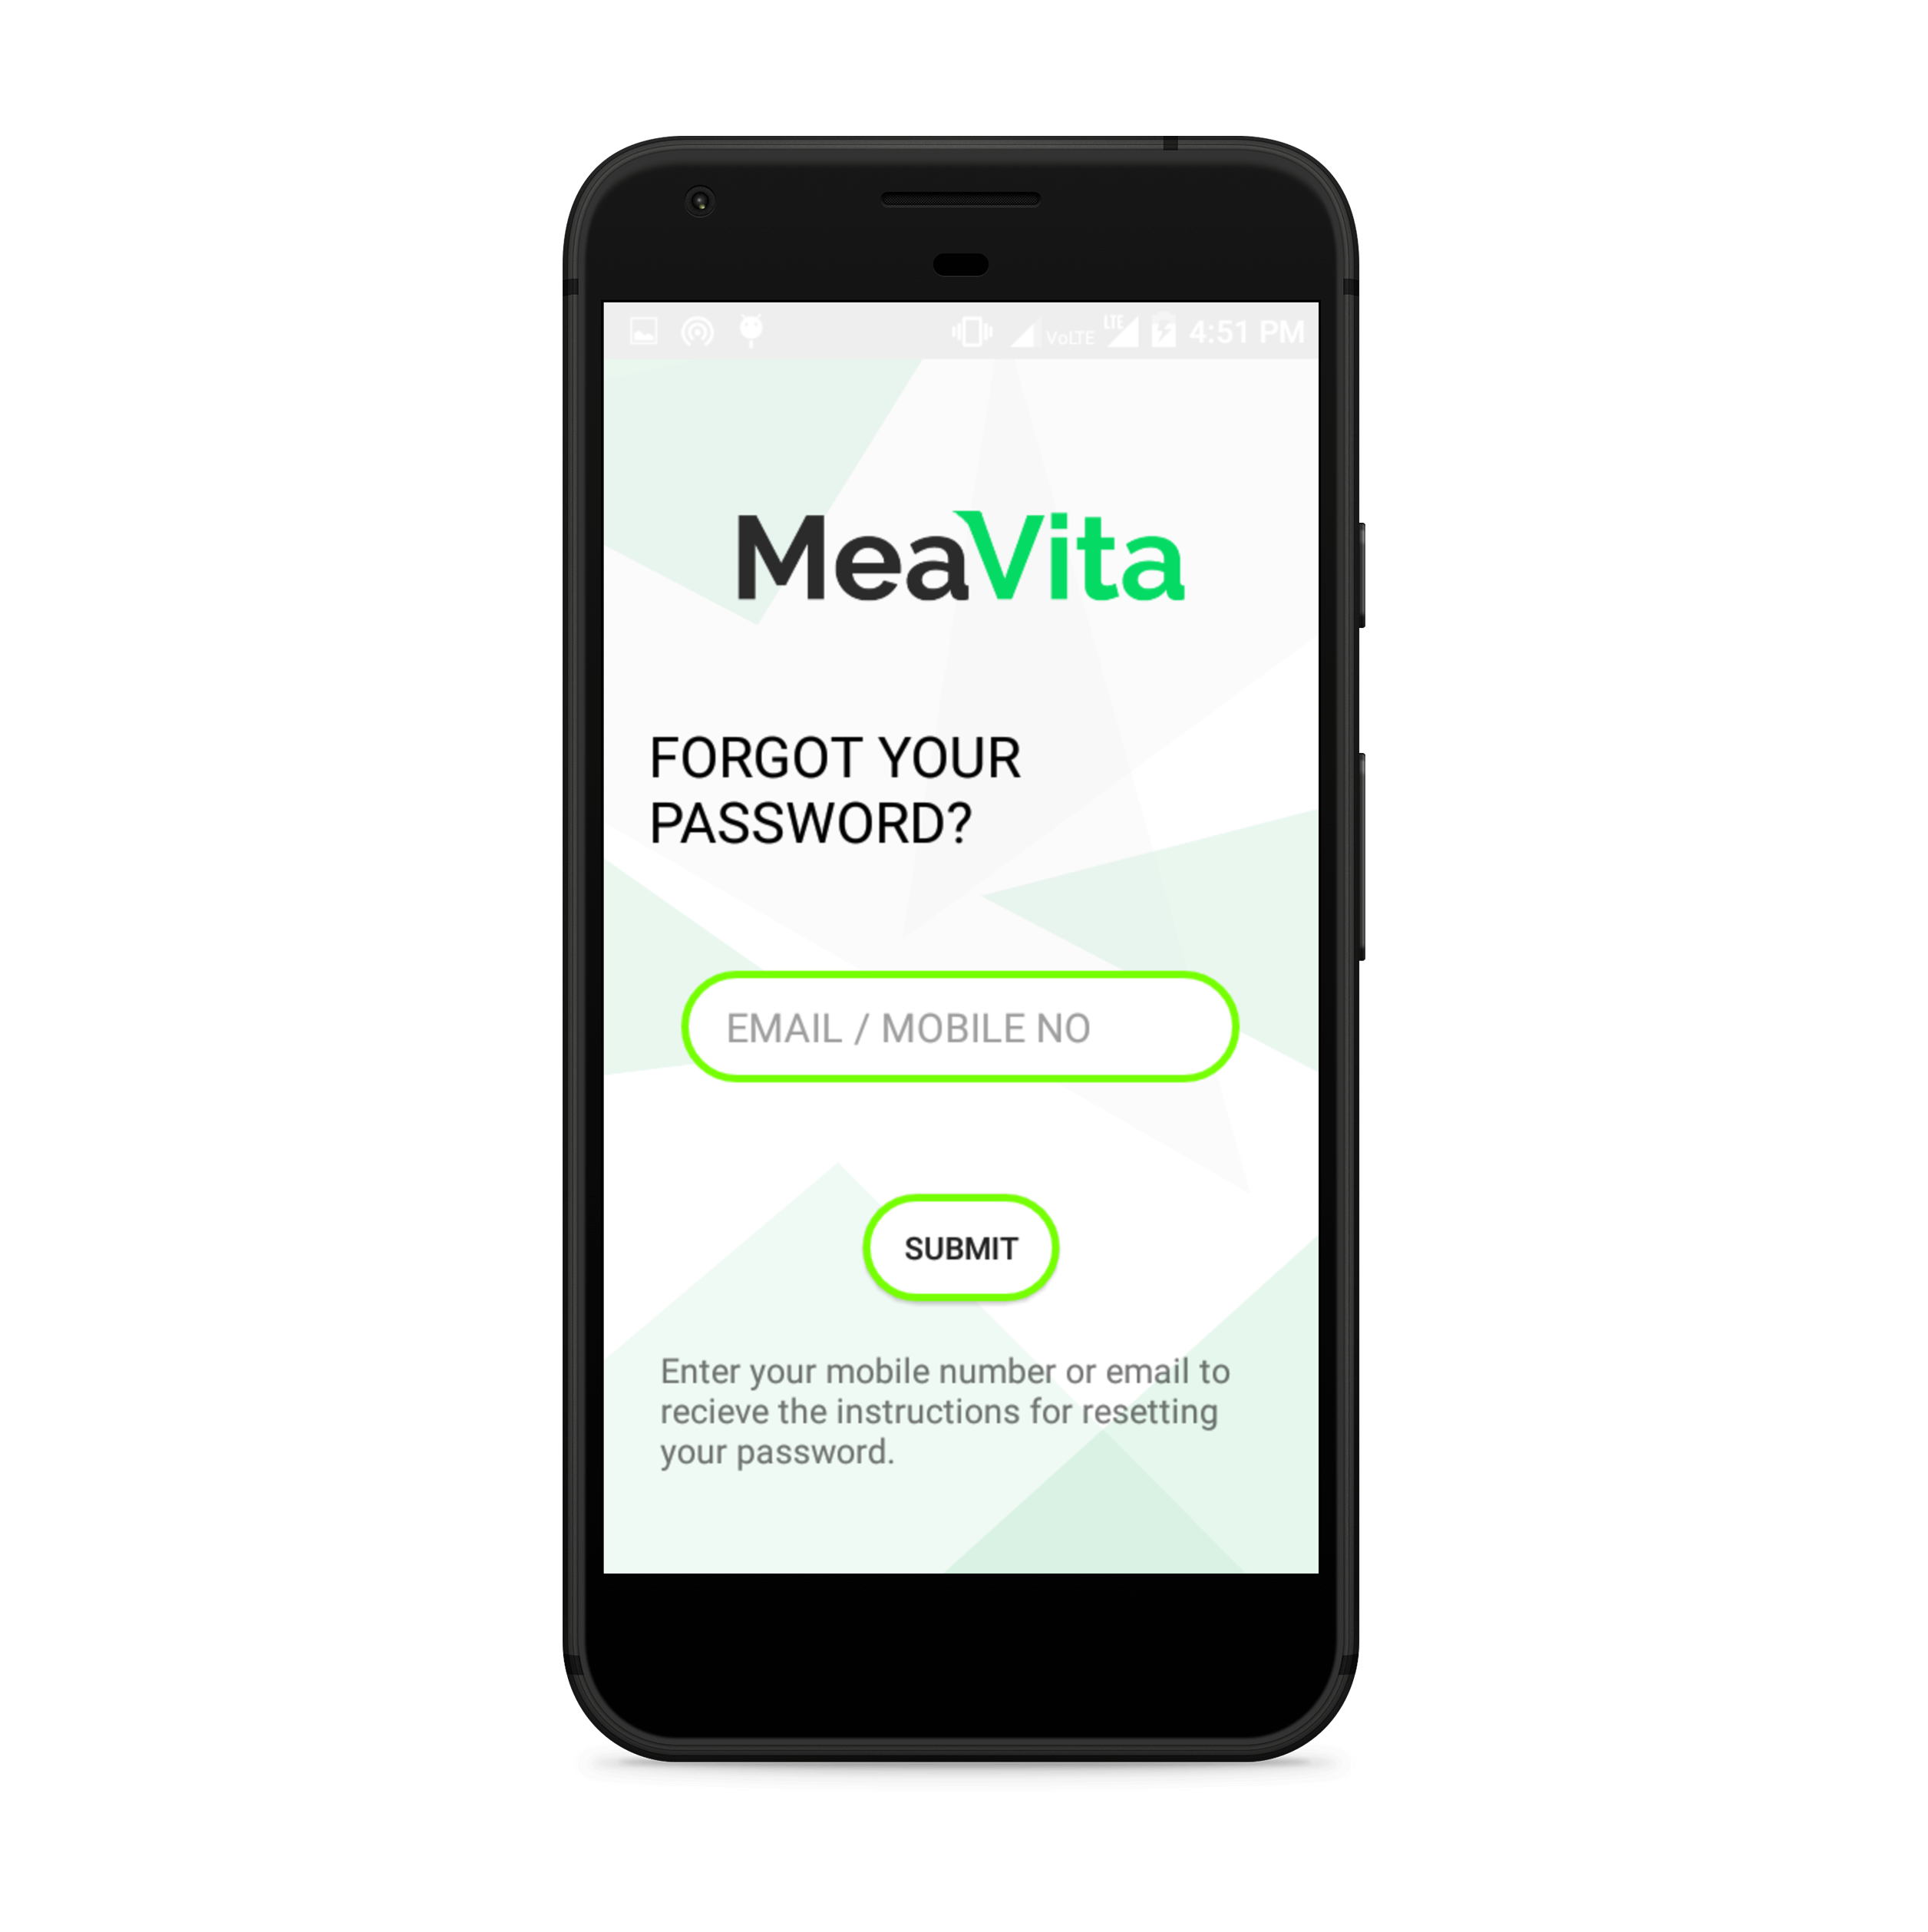 VoLTE LTE 4:51 PM
MeaVita
FORGOT YOUR
PASSWORD?
EMAIL / MOBILE NO
SUBMIT
Enter your mobile number or email to
recieve the instructions for resetting
your password.